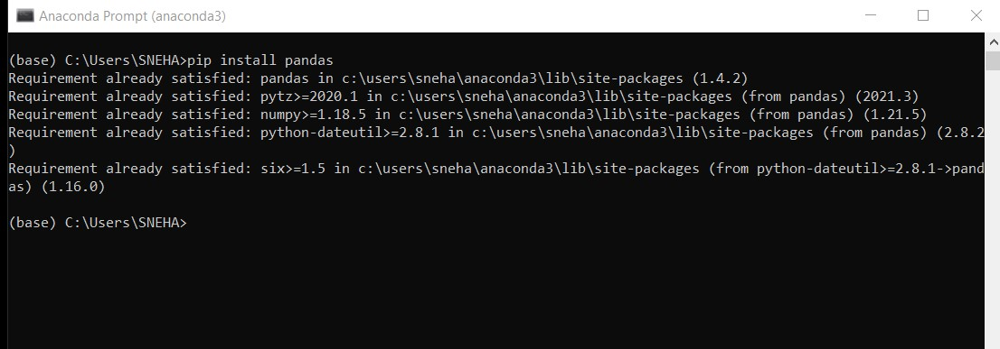 Anaconda Prompt (anaconda3)
(base) C:\Users\SNEHA>pip install pandas
Requirement already satisfied: pandas in c:\users\sneha\anaconda3\lib\site-packages (1.4.2)
Requirement already satisfied: pytz>=2020.1 in c:\users\sneha\anaconda3\lib\site-packages (from pandas) (2021.3)
Requirement already satisfied: numpy>=1.18.5 in c:\users\sneha\anaconda3\lib\site-packages (from pandas) (1.21.5)
Requirement already satisfied: python-dateutil>=2.8.1 in c:\users\sneha\anaconda3\lib\site-packages (from pandas) (2.8.2
)
Requirement already satisfied: six>=1.5 in c:\users\sneha\anaconda3\lib\site-packages (from python-dateutil>=2.8.1->pand
as) (1.16.0)
(base) C:\Users\SNEHA>